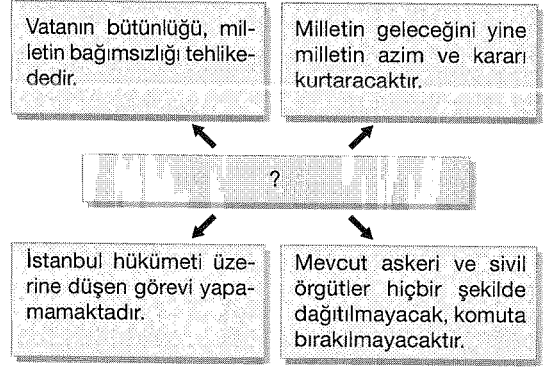 Vatanın bütünlüğü, mil-
letin bağımsızlığı tehlike-
dedir.
Milletin geleceğini yine
milletin azim ve kararı
kurtaracaktır.
?
İstanbul hükümeti üze-
rine düşen görevi yapa-
mamaktadır.
Mevcut askeri ve sivil
örgütler hiçbir şekilde
dağıtılmayacak, komuta
bırakılmayacaktır.